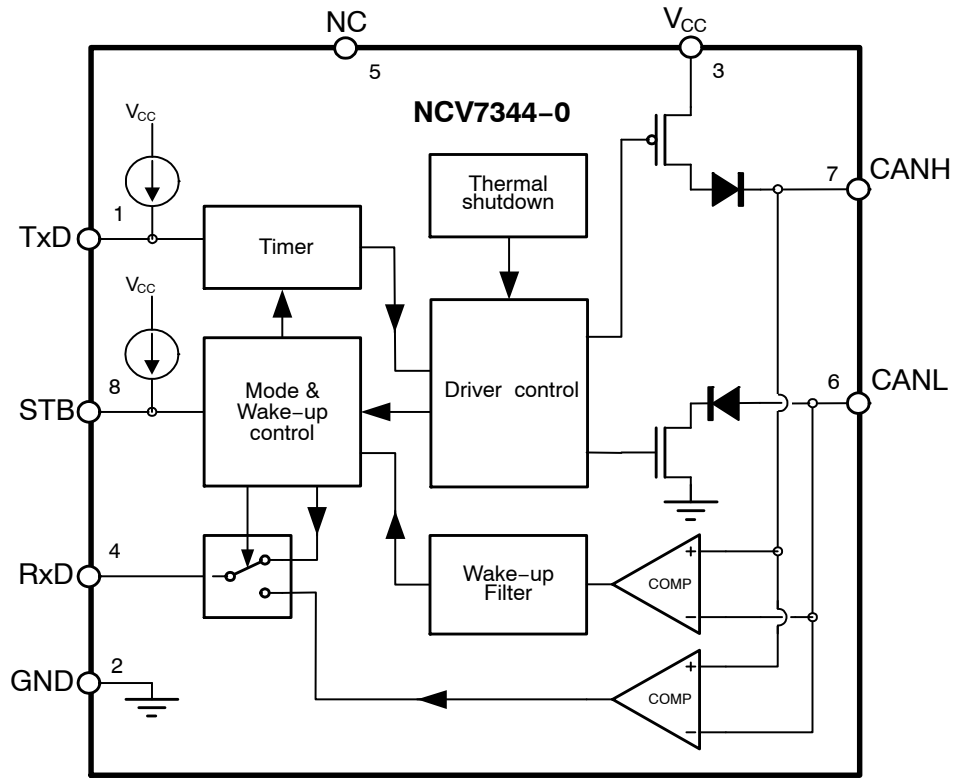 NC
5
VCC
3
NCV7344−0
VCC
1
TxD
Timer
Thermal
shutdown
7
CANH
VCC
8
STB
Mode &
Wake−up
control
Driver control
6
CANL
4
RxD
Wake−up
Filter
+
COMP
−
2
GND
+
COMP
−